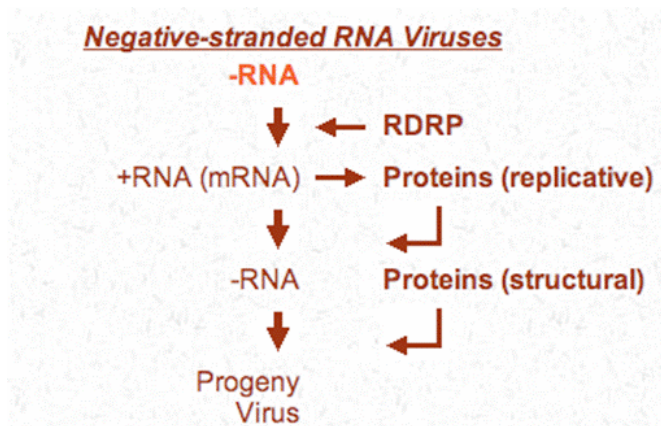 Negative-stranded RNA Viruses
-RNA
RDRP
+RNA (mRNA)
Proteins (replicative)
-RNA
Proteins (structural)
Progeny
Virus